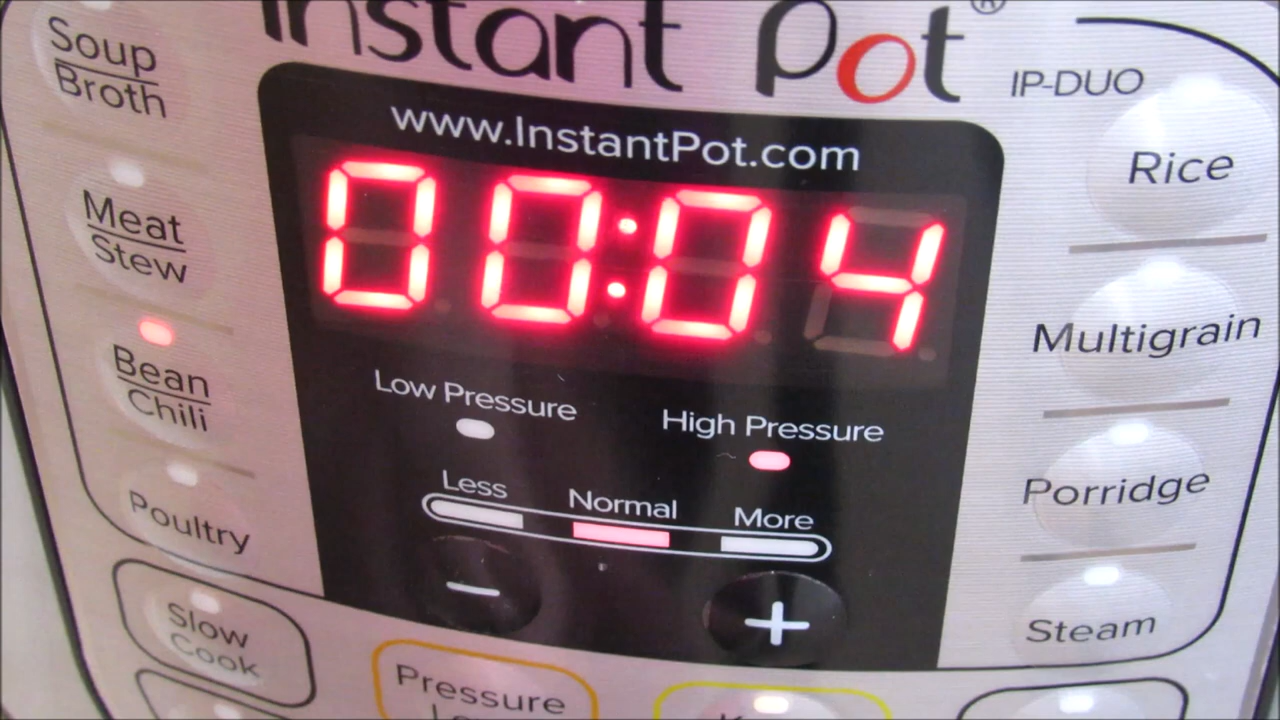 Instant Pot®
IP-DUO
www.InstantPot.com
00:04
Low Pressure
High Pressure
Less
Normal
More
−
+
Soup
Broth
Meat
Stew
Bean
Chili
Poultry
Slow
Cook
Pressure
Rice
Multigrain
Porridge
Steam